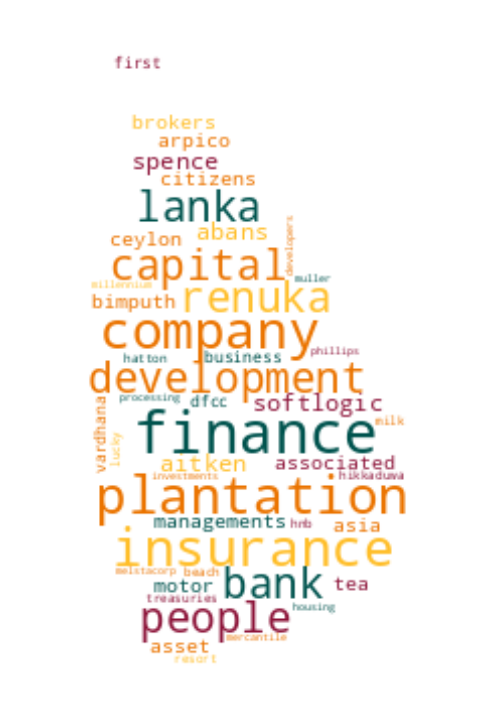 first
brokers
arpico
spence
citizens
lanka
developers
abans
ceylon
capital
muller
millennium
renuka
bimputh
company
phillips
hatton business
development
processing dfcc softlogic
vardhana
milk
finance
lucky
aitken associated
investments hikkaduwa
plantation
managements hnb asia
insurance
melstacorp beach
motor bank tea
treasuries
housing
people
mercantile
asset
resort